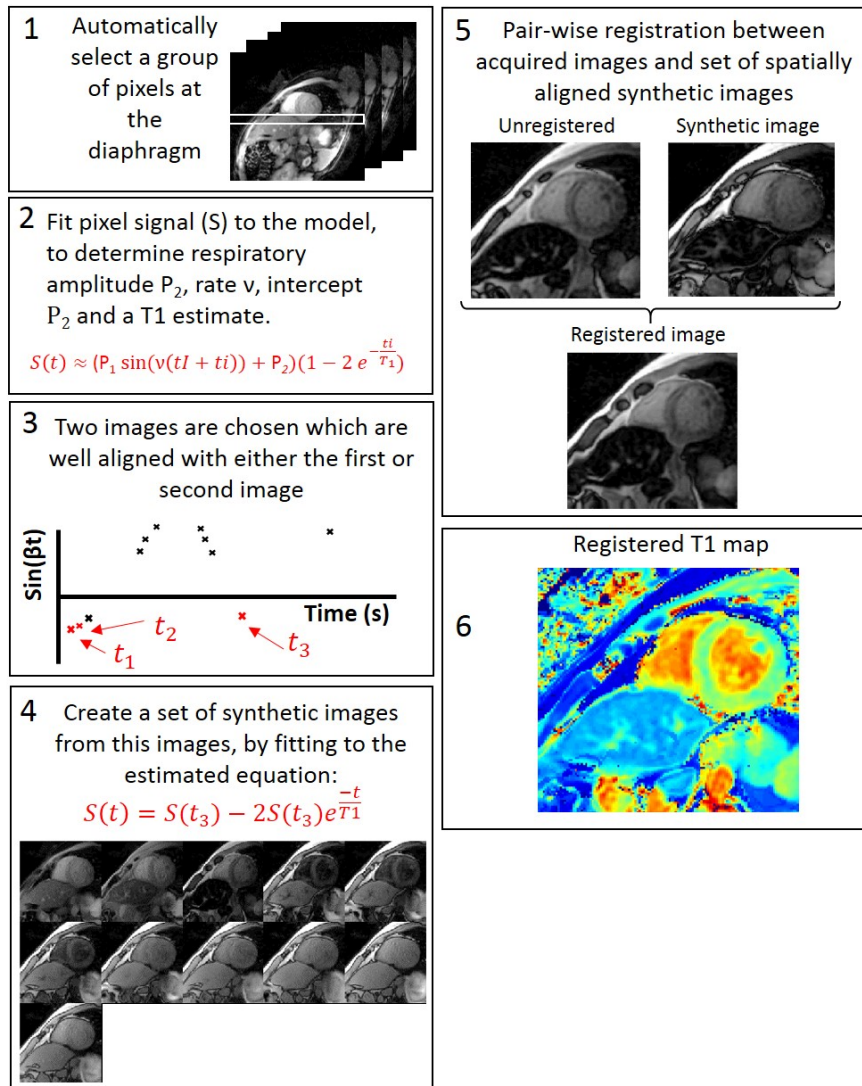 1
Automatically
select a group
of pixels at
the
diaphragm
2
Fit pixel signal (S) to the model,
to determine respiratory
amplitude P₂, rate ν, intercept
P₂ and a T1 estimate.
S(t) ≈ (P₁ sin(ν(tI + ti)) + P₂)(1 − 2 e^{−ti/T₁})
3
Two images are chosen which are
well aligned with either the first or
second image
Sin(βt)
Time (s)
t₁
t₂
t₃
4
Create a set of synthetic images
from this images, by fitting to the
estimated equation:
S(t) = S(t₃) − 2S(t₃)e^{−t/T1}
5
Pair-wise registration between
acquired images and set of spatially
aligned synthetic images
Unregistered Synthetic image
Registered image
Registered T1 map
6